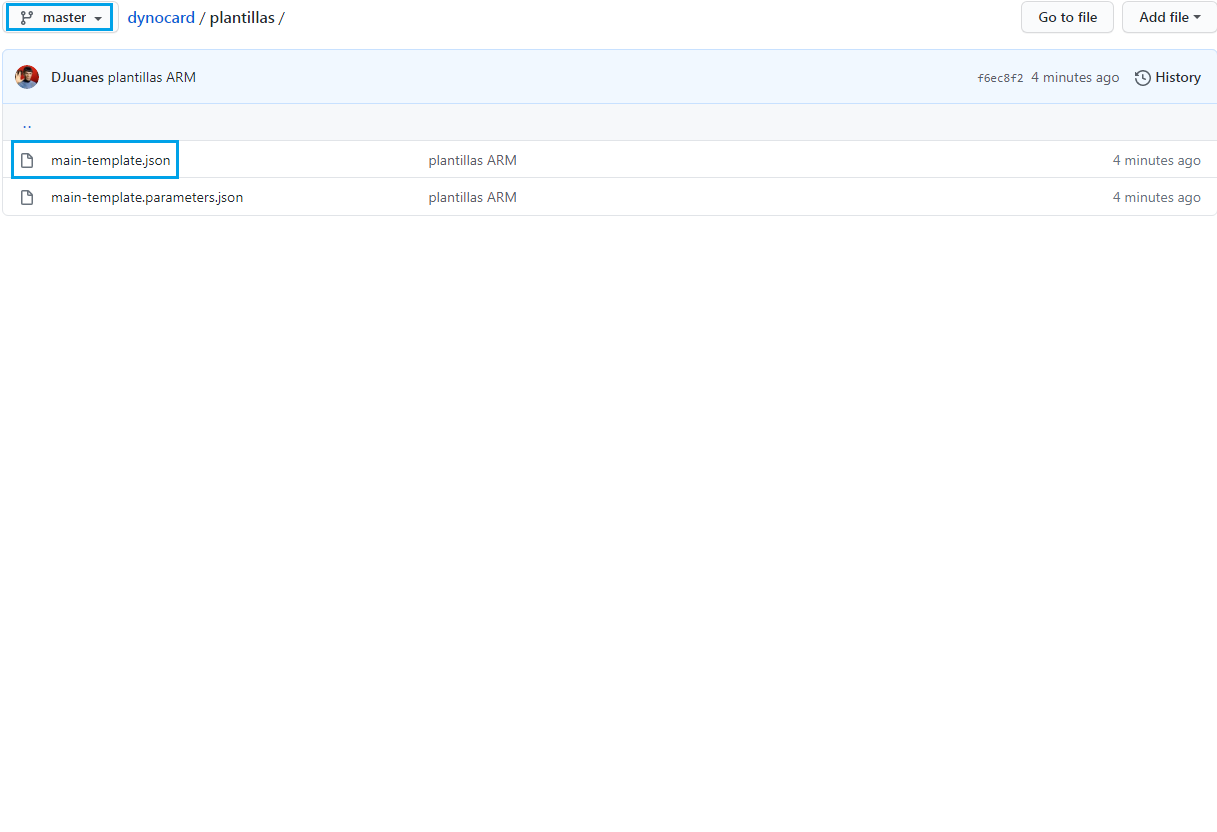 master dynocard / plantillas / Go to file Add file
DJuanes plantillas ARM f6ec8f2 4 minutes ago History
..
main-template.json plantillas ARM 4 minutes ago
main-template.parameters.json plantillas ARM 4 minutes ago